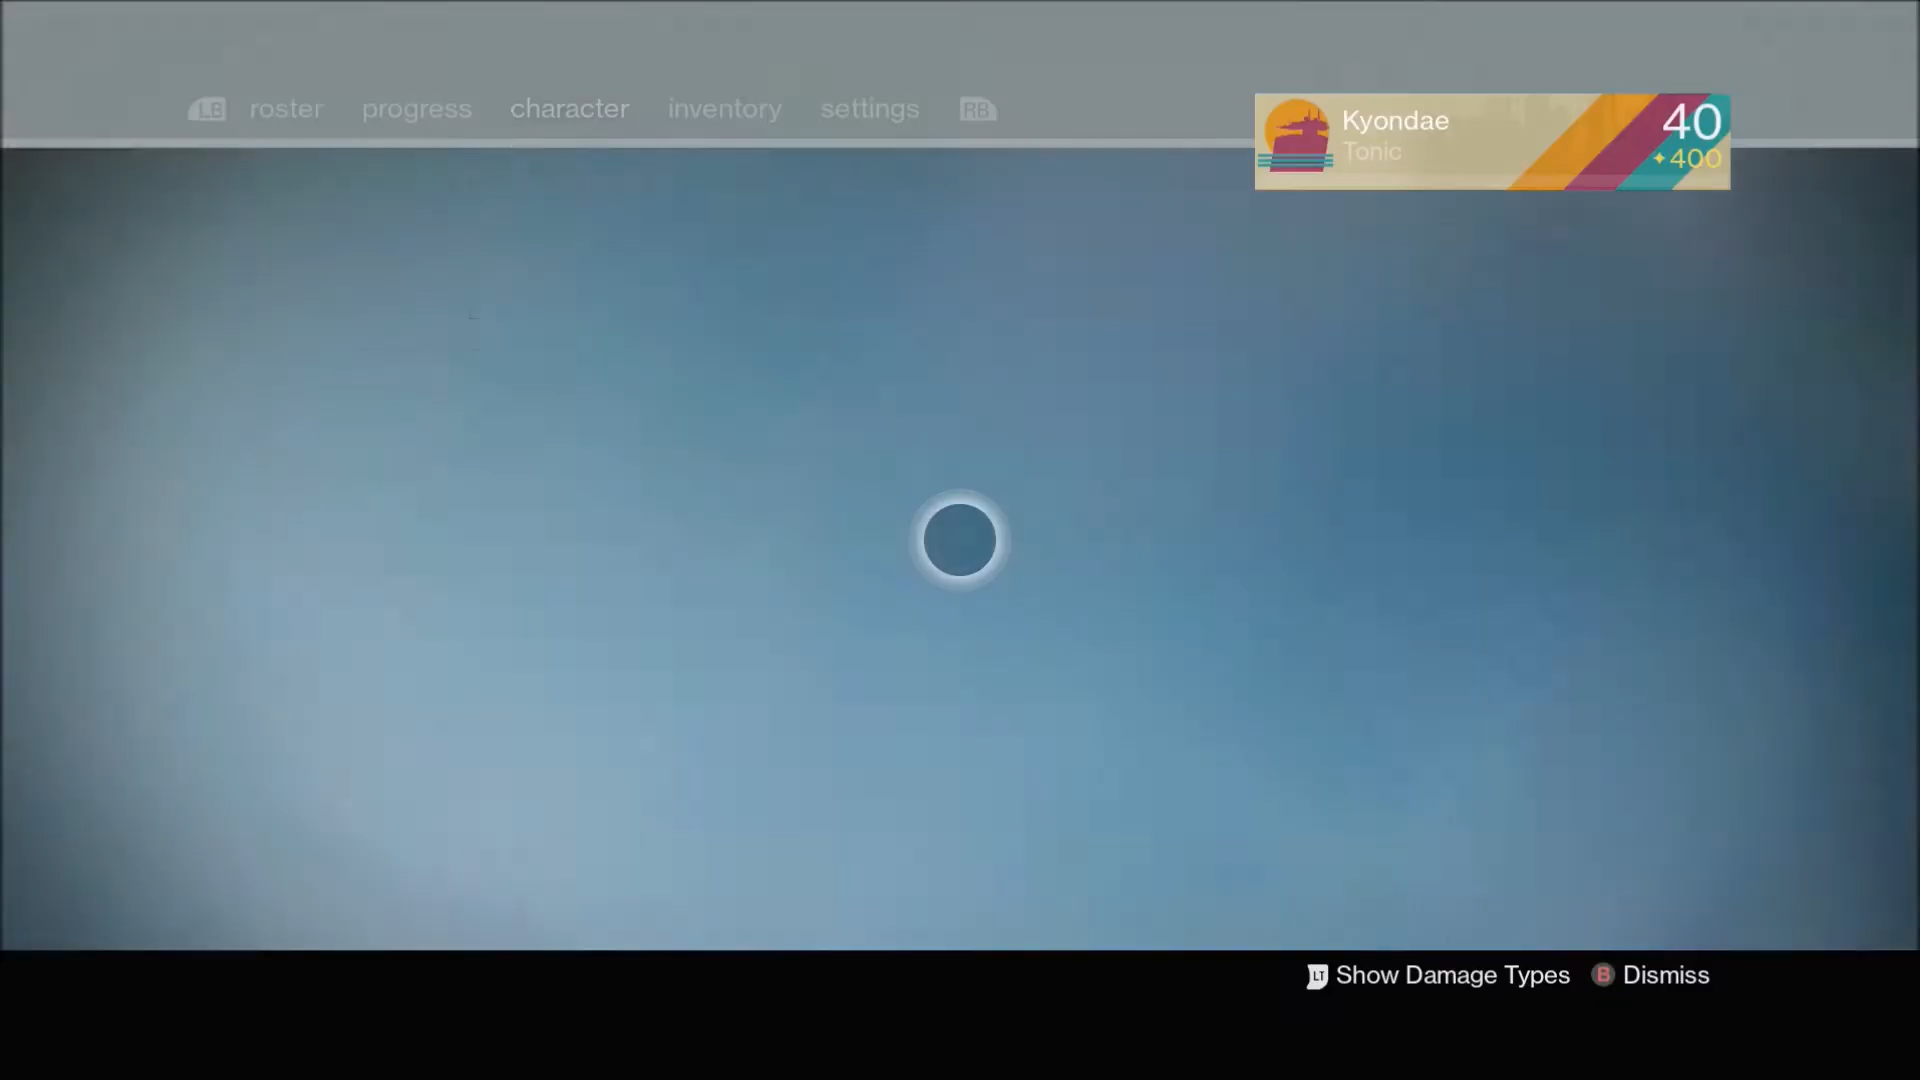 LB roster progress character inventory settings RB
Kyondae
Tonic
40
400
LT Show Damage Types B Dismiss